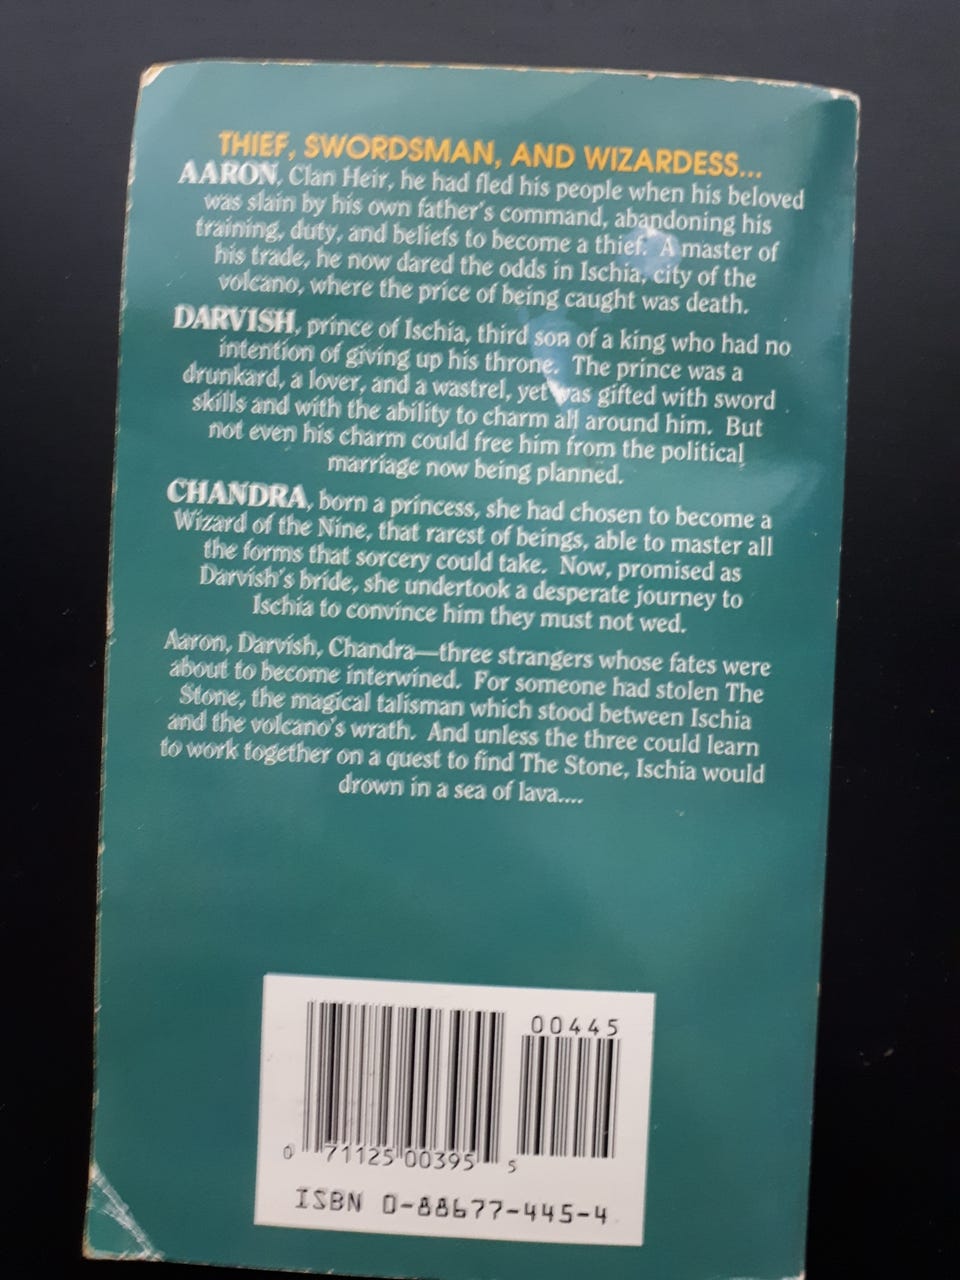 THIEF, SWORDSMAN, AND WIZARDESS...
AARON, Clan Heir, he had fled his people when his beloved
was slain by his own father's command, abandoning his
training, duty, and beliefs to become a thief. A master of
his trade, he now dared the odds in Ischia, city of the
volcano, where the price of being caught was death.
DARVISH, prince of Ischia, third son of a king who had no
intention of giving up his throne. The prince was a
drunkard, a lover, and a wastrel, yet was gifted with sword
skills and with the ability to charm all around him. But
not even his charm could free him from the political
marriage now being planned.
CHANDRA, born a princess, she had chosen to become a
Wizard of the Nine, that rarest of beings, able to master all
the forms that sorcery could take. Now, promised as
Darvish's bride, she undertook a desperate journey to
Ischia to convince him they must not wed.
Aaron, Darvish, Chandra—three strangers whose fates were
about to become interwined. For someone had stolen The
Stone, the magical talisman which stood between Ischia
and the volcano's wrath. And unless the three could learn
to work together on a quest to find The Stone, Ischia would
drown in a sea of lava....
00445
0 71125 00395 5
ISBN 0-88677-445-4